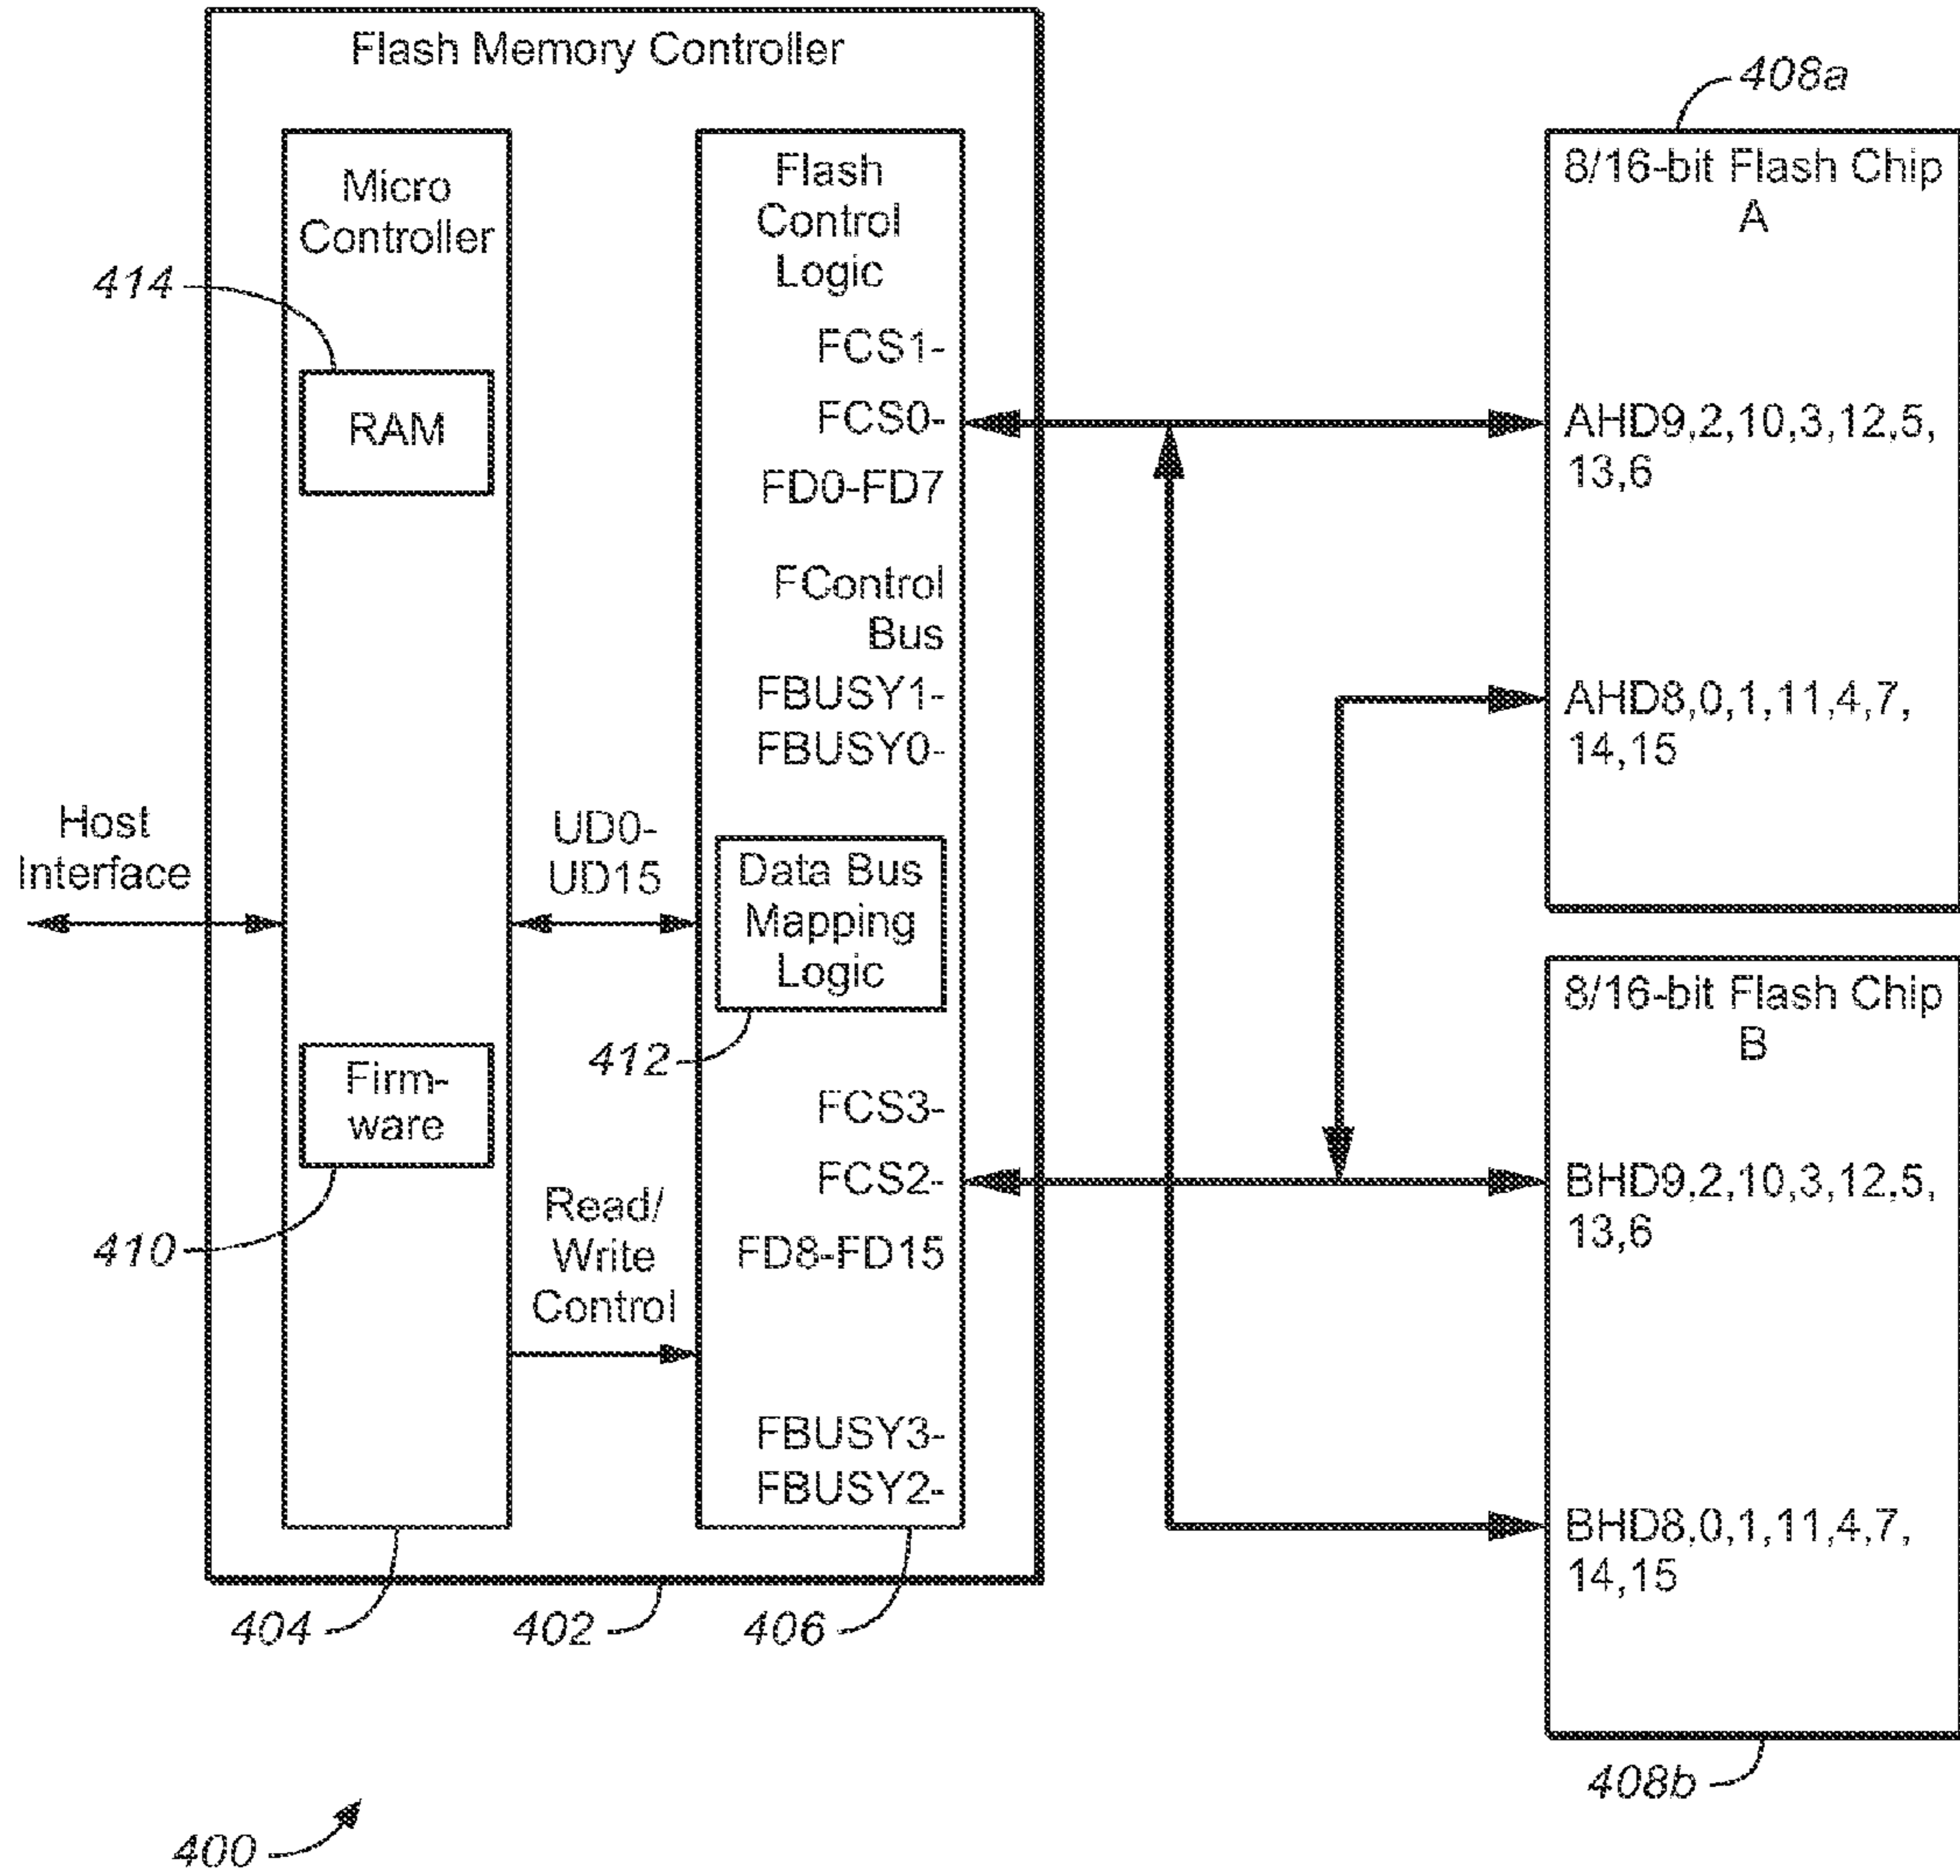 Flash Memory Controller
408a
Micro
Controller
414
RAM
Host
Interface
Firm-
ware
410
UD0-
UD15
Read/
Write
Control
Flash
Control
Logic
FCS1-
FCS0-
FD0-FD7
FControl
Bus
FBUSY1-
FBUSY0-
Data Bus
Mapping
Logic
412
FCS3-
FCS2-
FD8-FD15
FBUSY3-
FBUSY2-
8/16-bit Flash Chip
A
AHD9,2,10,3,12,5,
13,6
AHD8,0,1,11,4,7,
14,15
8/16-bit Flash Chip
B
BHD9,2,10,3,12,5,
13,6
BHD8,0,1,11,4,7,
14,15
404
402
406
408b
400